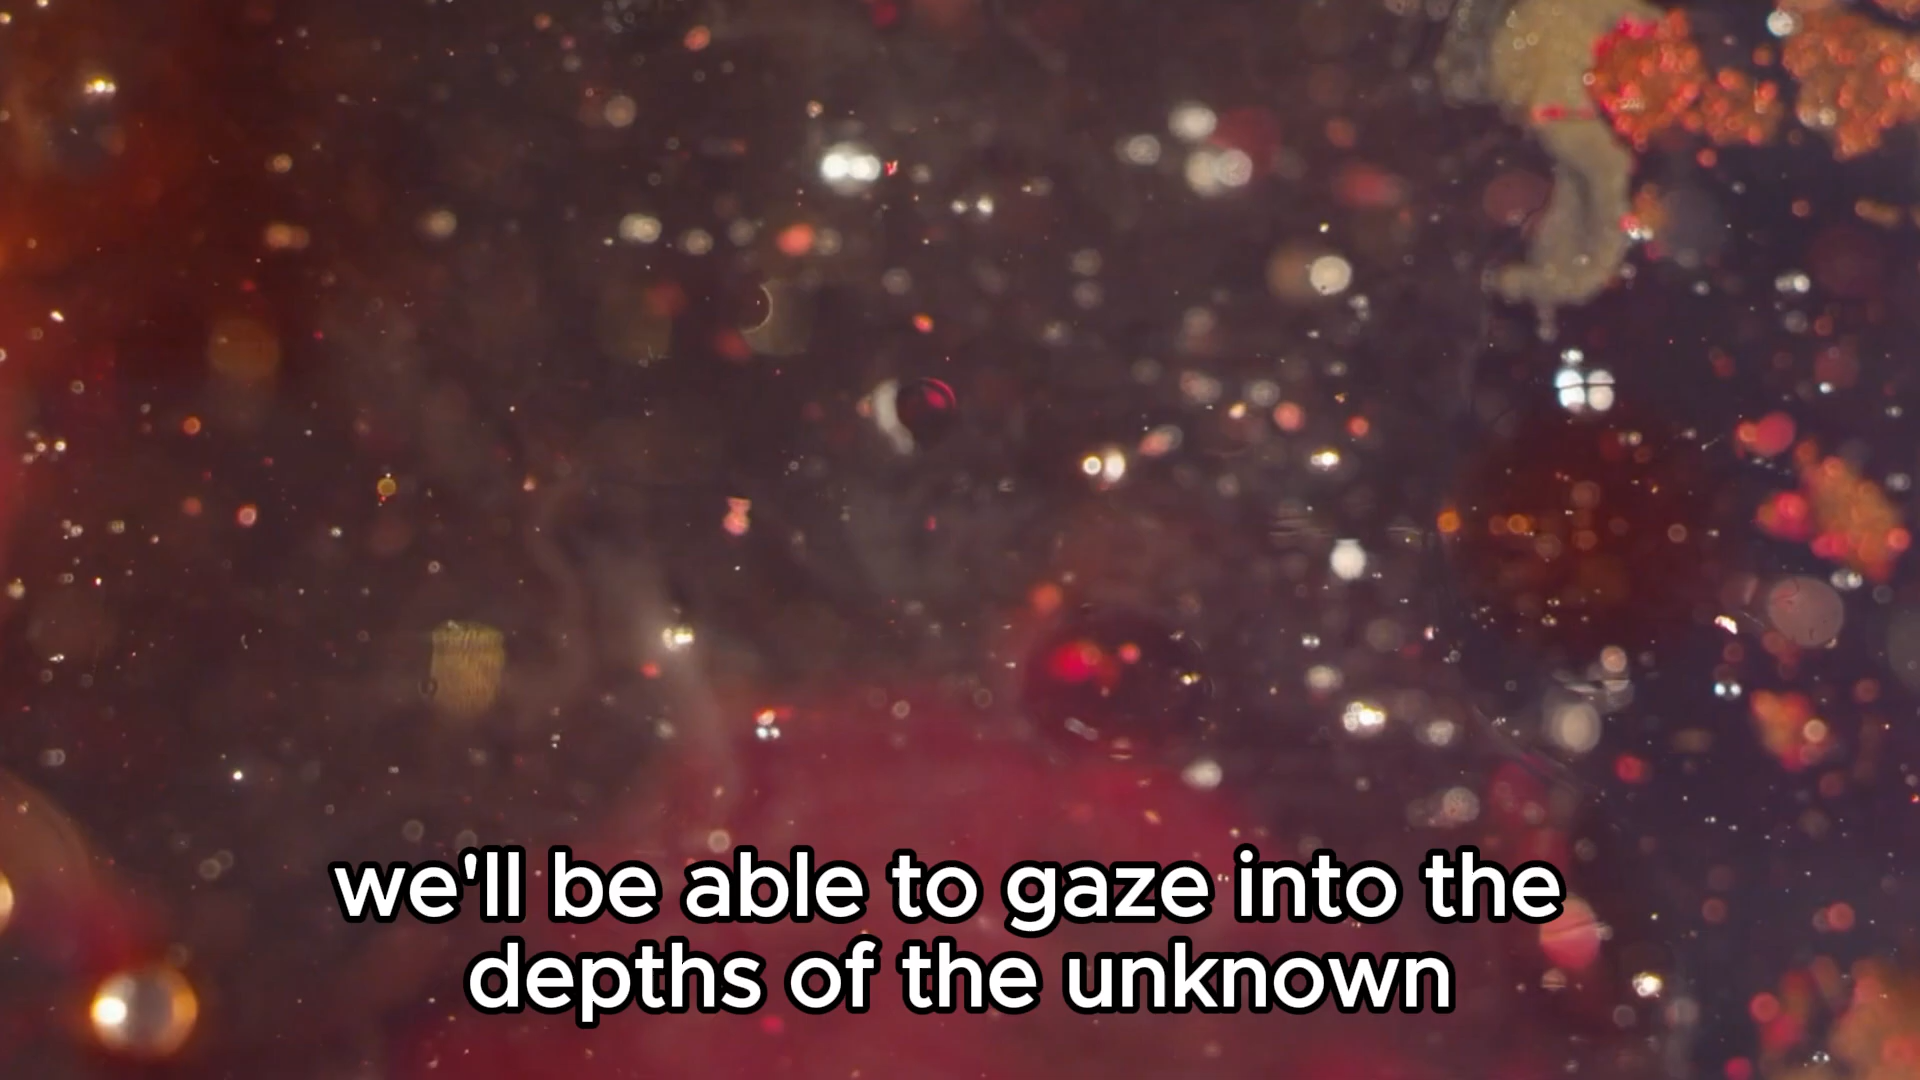 we'll be able to gaze into the
depths of the unknown